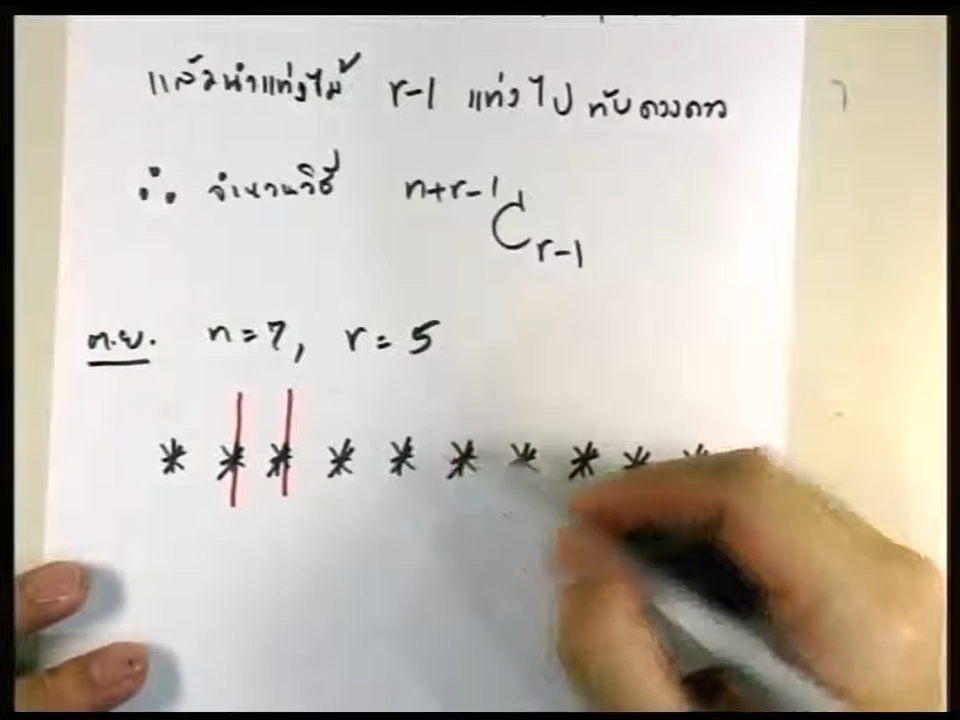 แล้วนำแท่งไม้ r-1 แท่งไป ทับดวงดาว
∴ จำนวนวิธี n+r-1 C r-1
ต.ย. n=7, r=5
* * * * * * * * * *